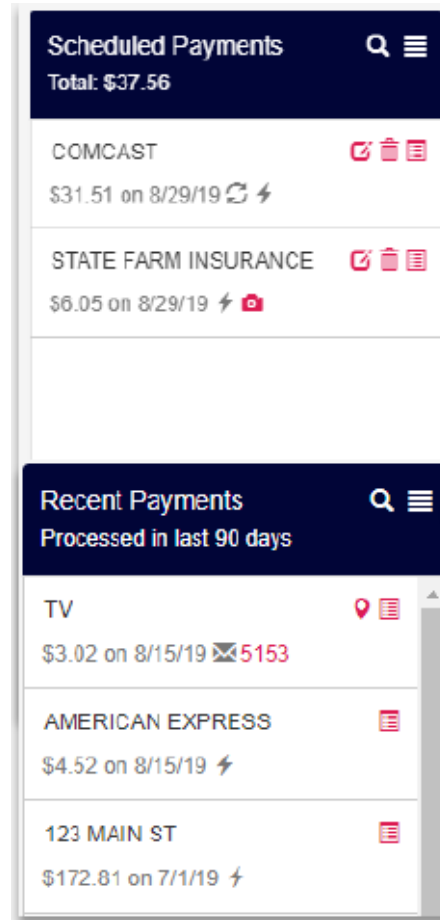 Scheduled Payments
Total: $37.56
COMCAST
$31.51 on 8/29/19
STATE FARM INSURANCE
$6.05 on 8/29/19
Recent Payments
Processed in last 90 days
TV
$3.02 on 8/15/19 5153
AMERICAN EXPRESS
$4.52 on 8/15/19
123 MAIN ST
$172.81 on 7/1/19